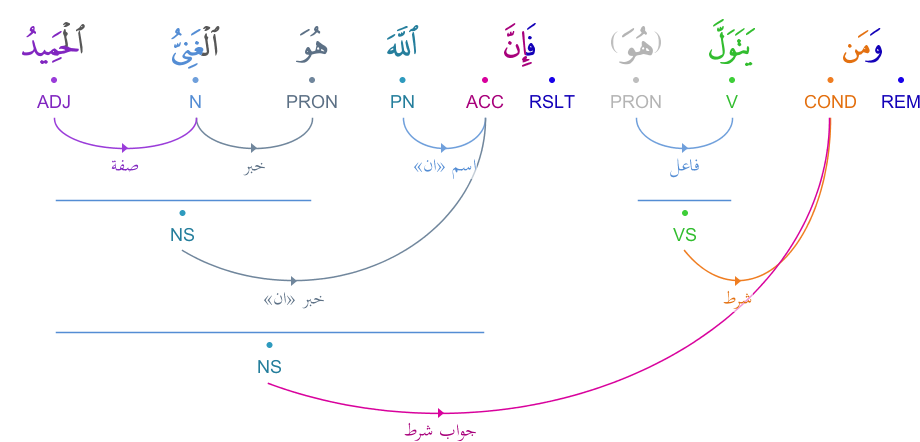 وَمَن يَتَوَلَّ (هُوَ) فَإِنَّ ٱللَّهَ هُوَ ٱلْغَنِىُّ ٱلْحَمِيدُ
REM COND V PRON RSLT ACC PN PRON N ADJ
فاعل اسم «ان» خبر صفة
VS NS
شرط خبر «ان»
NS
جواب شرط